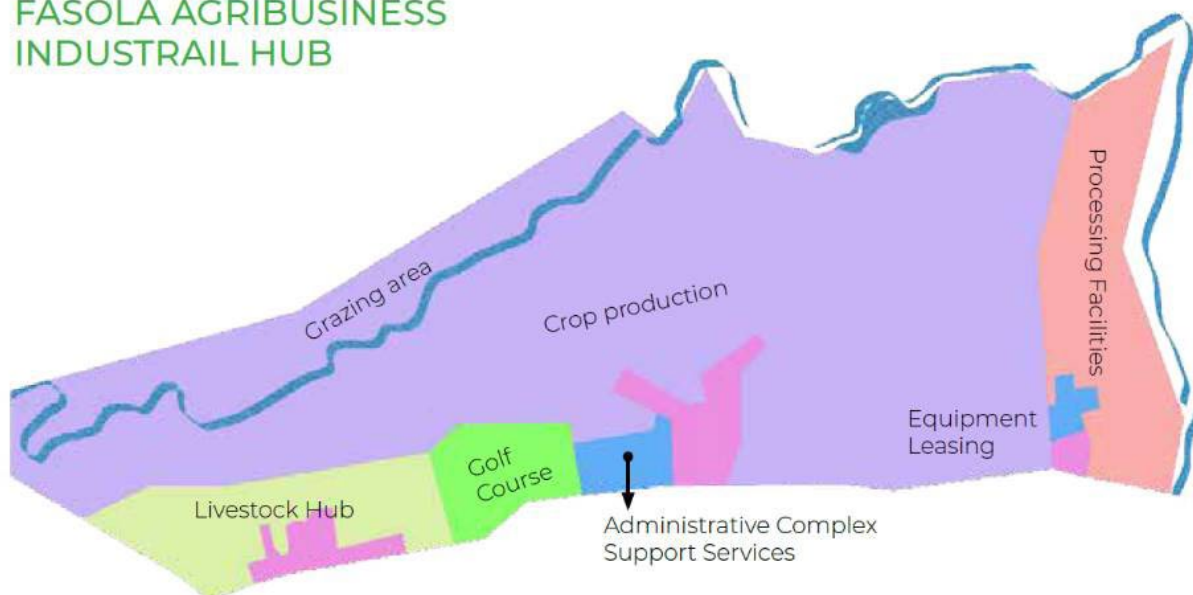 FASOLA AGRIBUSINESS
INDUSTRAIL HUB
Grazing area
Crop production
Processing Facilities
Equipment
Leasing
Golf
Course
Livestock Hub
Administrative Complex
Support Services